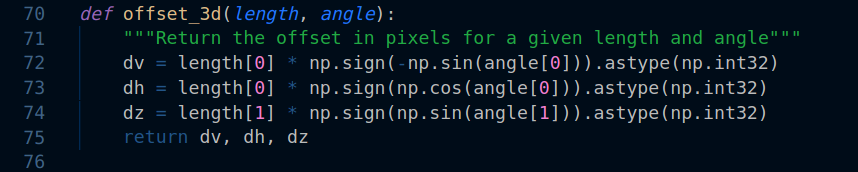 70 def offset_3d(length, angle):
71 """Return the offset in pixels for a given length and angle"""
72 dv = length[0] * np.sign(-np.sin(angle[0])).astype(np.int32)
73 dh = length[0] * np.sign(np.cos(angle[0])).astype(np.int32)
74 dz = length[1] * np.sign(np.sin(angle[1])).astype(np.int32)
75 return dv, dh, dz
76